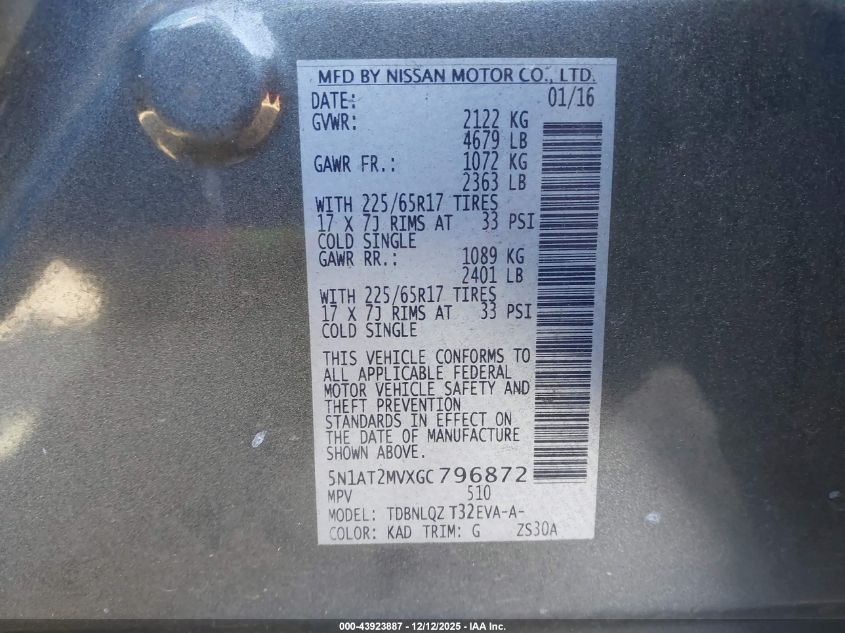 MFD BY NISSAN MOTOR CO., LTD.
DATE: 01/16
GVWR: 2122 KG
4679 LB
GAWR FR.: 1072 KG
2363 LB
WITH 225/65R17 TIRES
17 X 7J RIMS AT 33 PSI
COLD SINGLE
GAWR RR.: 1089 KG
2401 LB
WITH 225/65R17 TIRES
17 X 7J RIMS AT 33 PSI
COLD SINGLE
THIS VEHICLE CONFORMS TO
ALL APPLICABLE FEDERAL
MOTOR VEHICLE SAFETY AND
THEFT PREVENTION
STANDARDS IN EFFECT ON
THE DATE OF MANUFACTURE
SHOWN ABOVE.
5N1AT2MVXGC796872
MPV 510
MODEL: TDBNLQZ T32EVA-A-
COLOR: KAD TRIM: G ZS30A
000-43923887 - 12/12/2025 - IAA Inc.